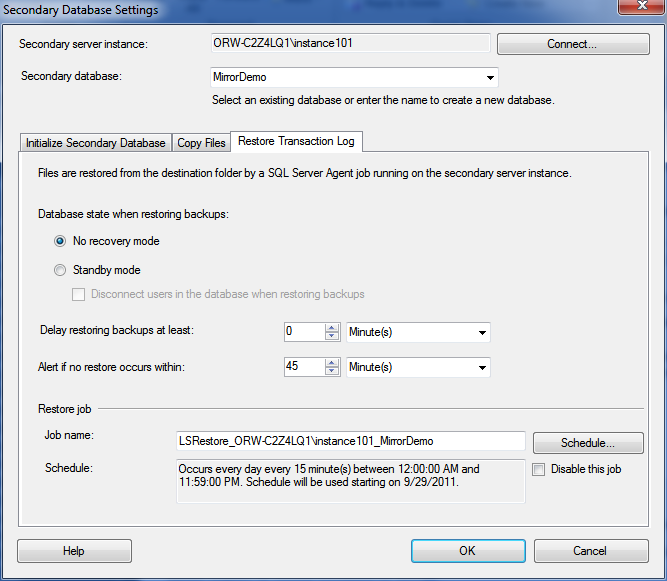 Secondary Database Settings
Secondary server instance:
ORW-C2Z4LQ1\instance101
Connect...
Secondary database:
MirrorDemo
Select an existing database or enter the name to create a new database.
Initialize Secondary Database
Copy Files
Restore Transaction Log
Files are restored from the destination folder by a SQL Server Agent job running on the secondary server instance.
Database state when restoring backups:
No recovery mode
Standby mode
Disconnect users in the database when restoring backups
Delay restoring backups at least:
0
Minute(s)
Alert if no restore occurs within:
45
Minute(s)
Restore job
Job name:
LSRestore_ORW-C2Z4LQ1\instance101_MirrorDemo
Schedule...
Schedule:
Occurs every day every 15 minute(s) between 12:00:00 AM and
11:59:00 PM. Schedule will be used starting on 9/29/2011.
Disable this job
Help
OK
Cancel